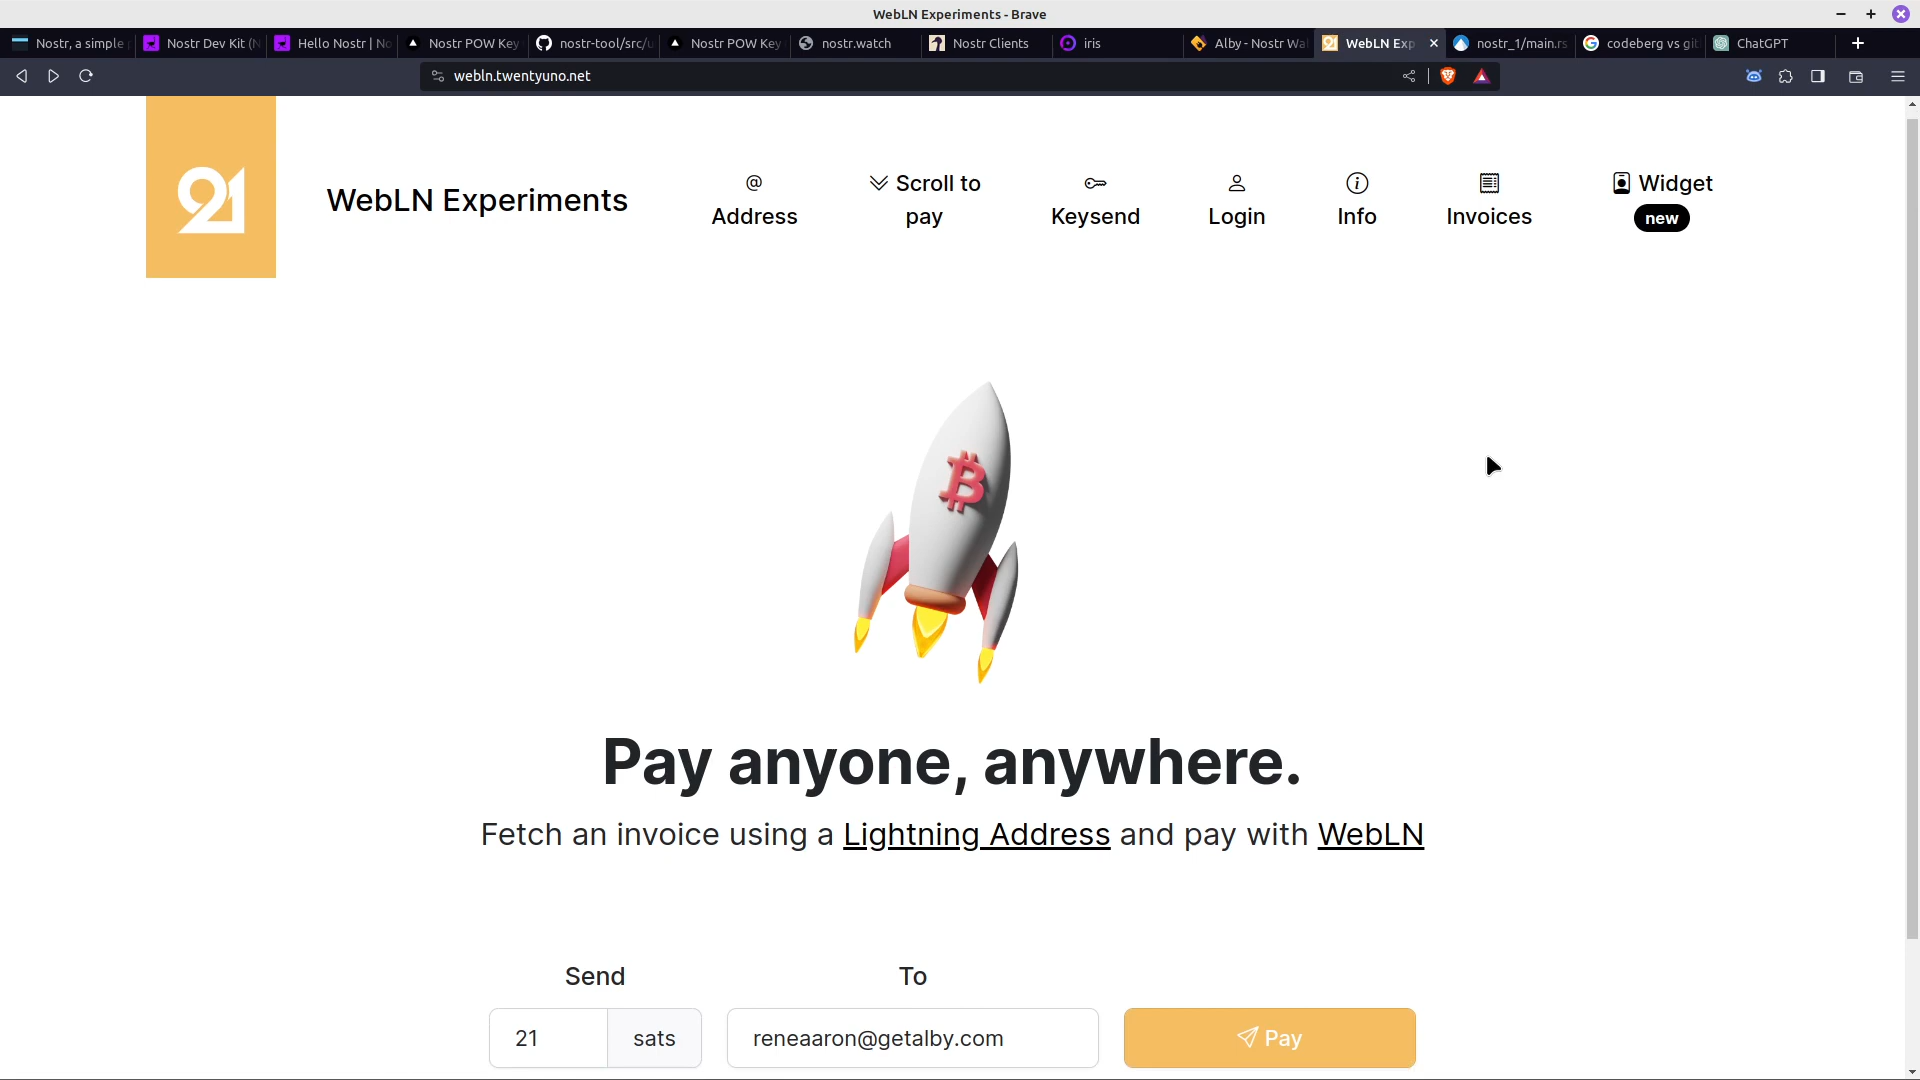 WebLN Experiments - Brave
Nostr, a simple
Nostr Dev Kit (N
Hello Nostr | No
Nostr POW Key
nostr-tool/src/u
Nostr POW Key
nostr.watch
Nostr Clients
iris
Alby - Nostr Wa
WebLN Exp
nostr_1/main.rs
codeberg vs git
ChatGPT
webln.twentyuno.net
21
WebLN Experiments
@
Address
Scroll to
pay
Keysend
Login
Info
Invoices
Widget
new
Pay anyone, anywhere.
Fetch an invoice using a Lightning Address and pay with WebLN
Send
To
21 sats
reneaaron@getalby.com
Pay